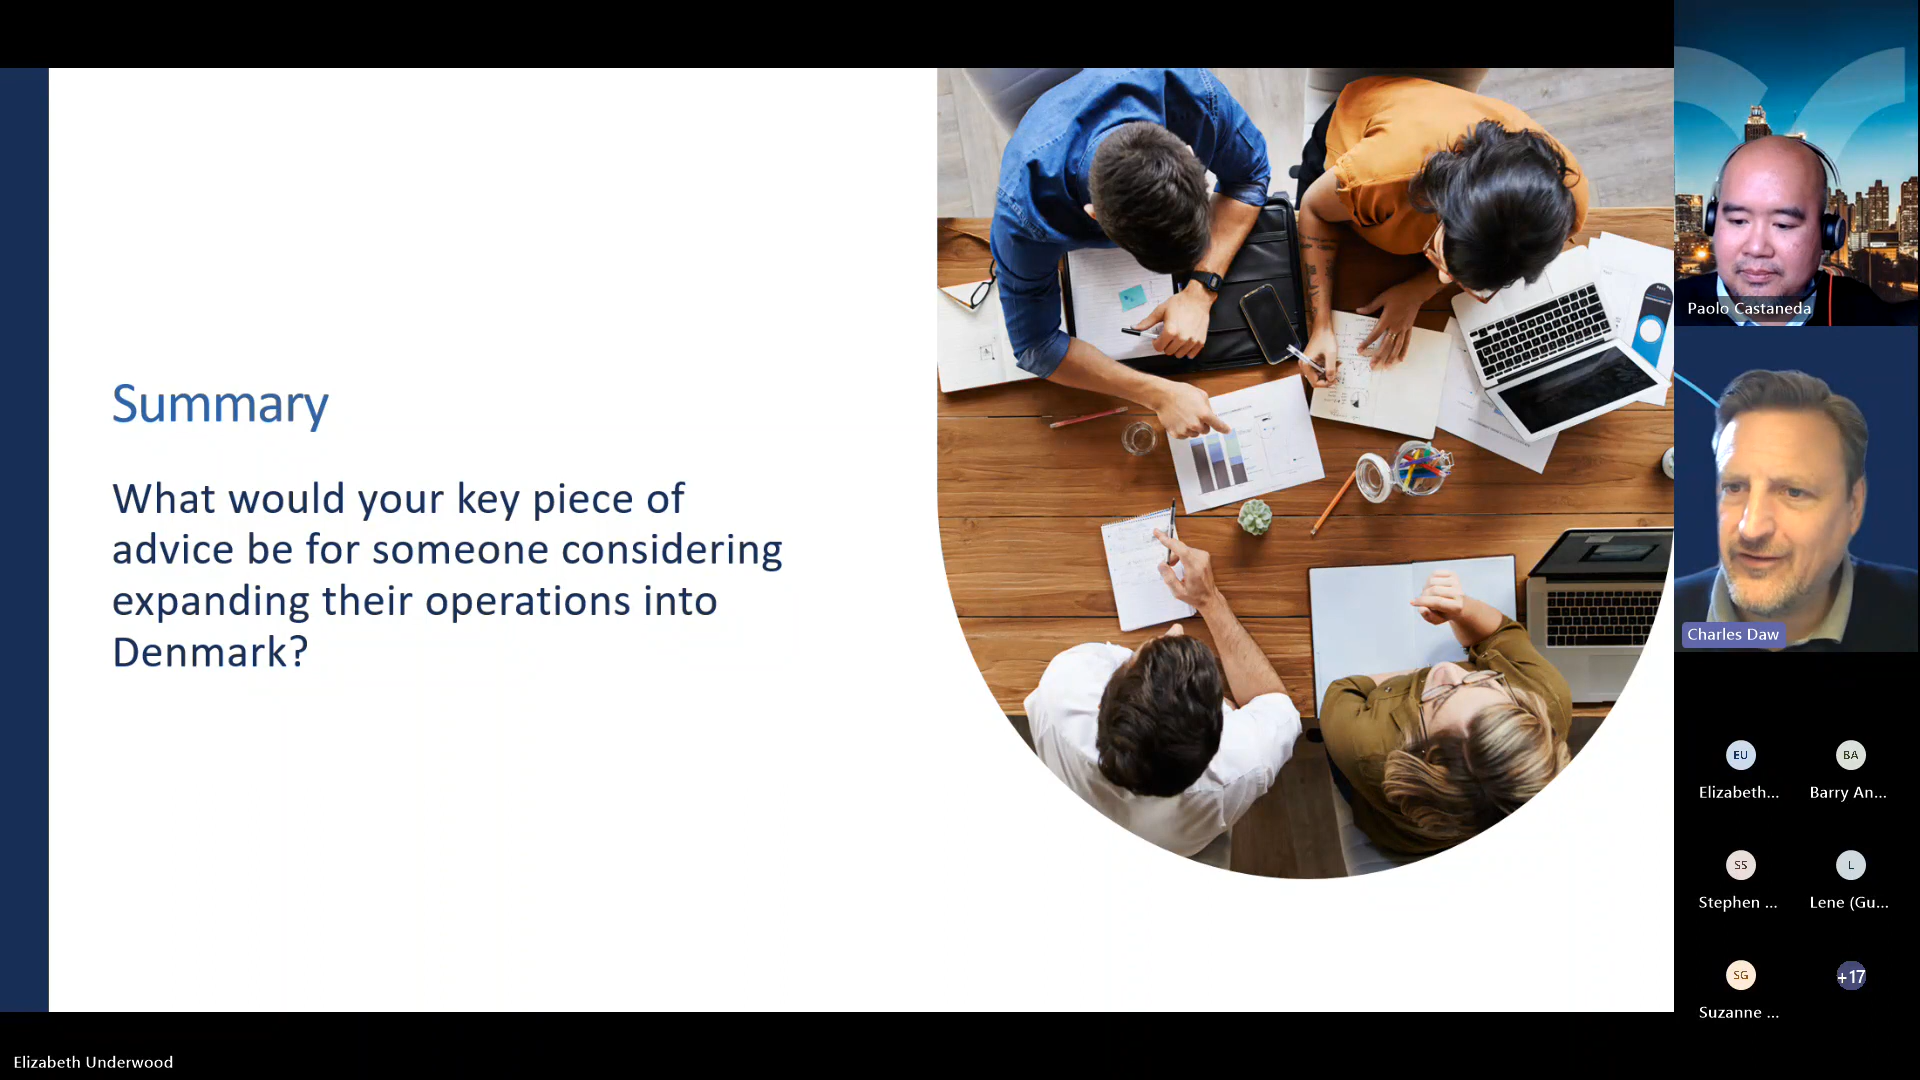 Summary
What would your key piece of
advice be for someone considering
expanding their operations into
Denmark?
Paolo Castaneda
Charles Daw
EU
BA
Elizabeth...
Barry An...
SS
L
Stephen ...
Lene (Gu...
SG
+17
Suzanne ...
Elizabeth Underwood